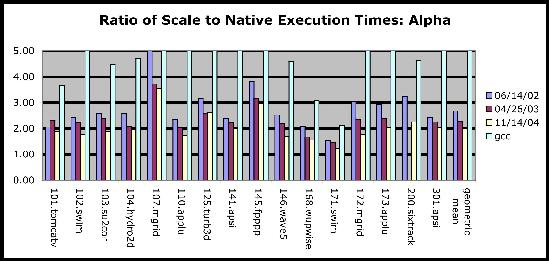 Ratio of Scale to Native Execution Times: Alpha
5.00
4.00
3.00
2.00
1.00
0.00
06/14/02
04/25/03
11/14/04
gcc
101.tomcatv
102.swim
103.su2cor
104.hydro2d
107.mgrid
110.applu
125.turb3d
141.apsi
145.fpppp
146.wave5
168.wupwise
171.swim
172.mgrid
173.applu
200.sixtrack
301.apsi
geometric
mean